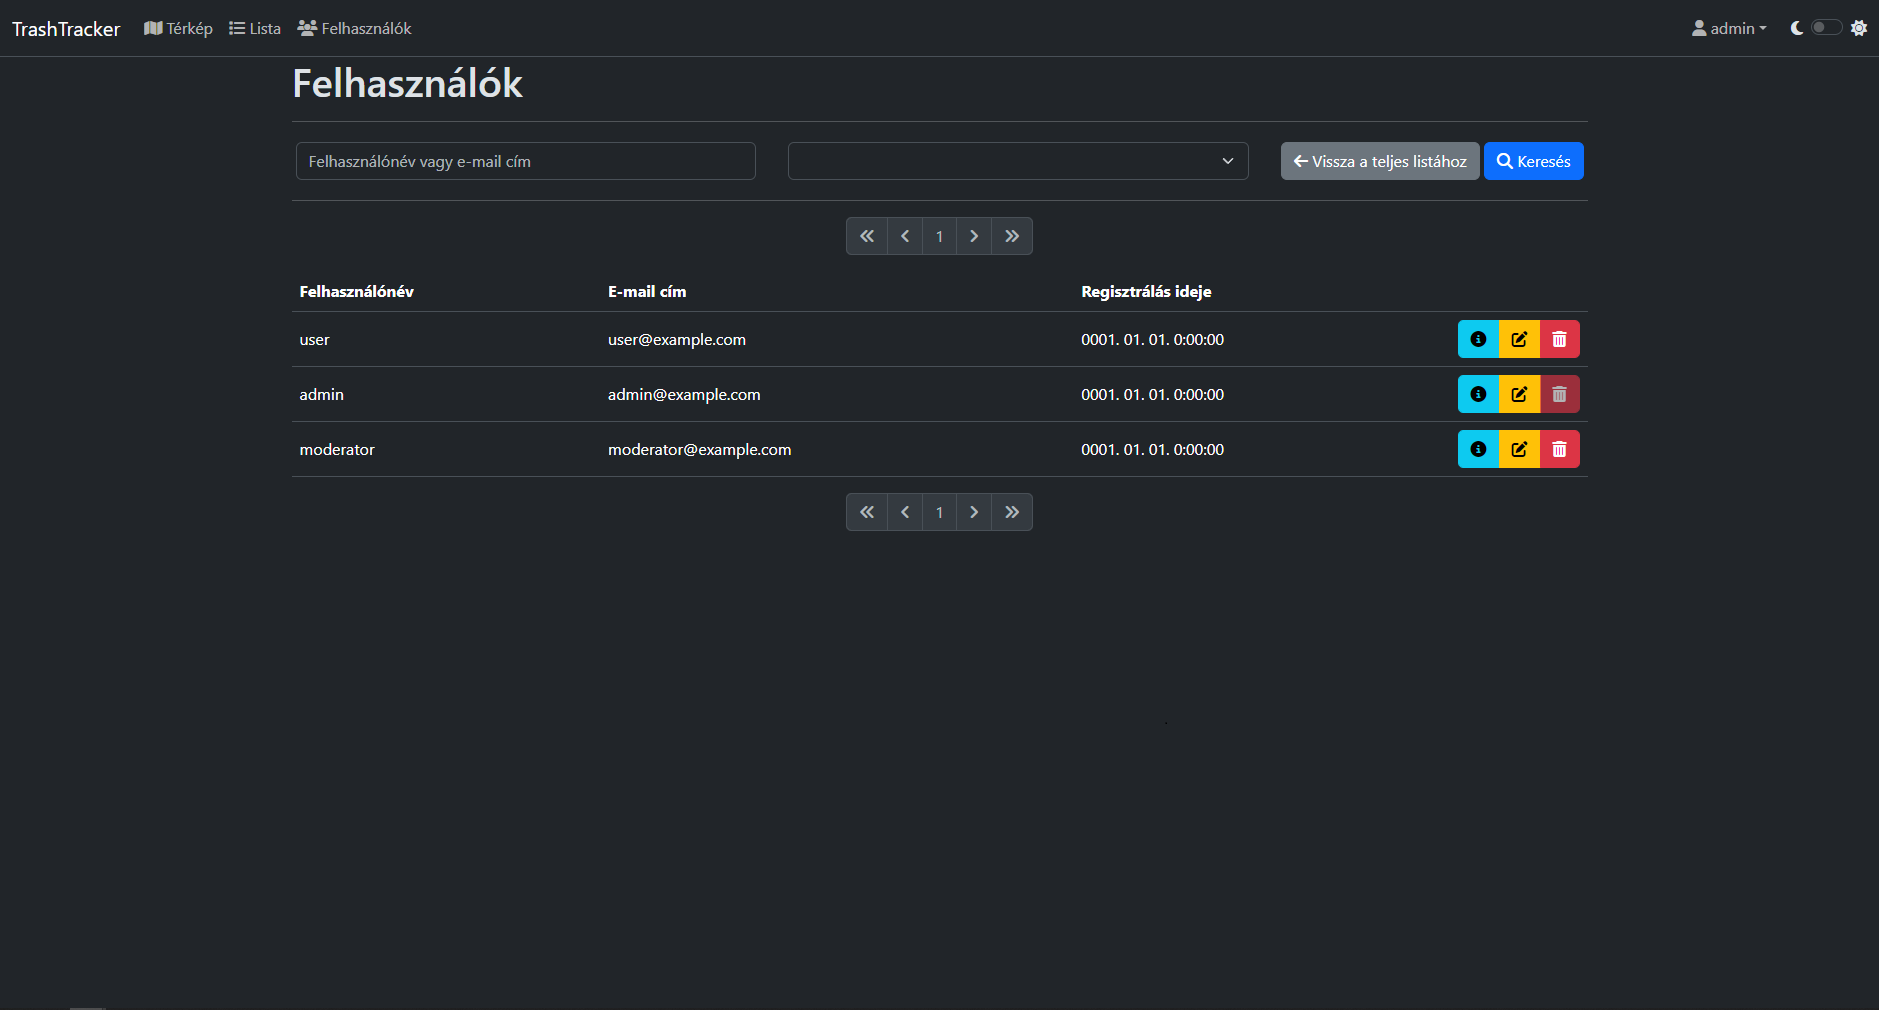 TrashTracker Térkép Lista Felhasználók admin
Felhasználók
Felhasználónév vagy e-mail cím Vissza a teljes listához Keresés
1
Felhasználónév E-mail cím Regisztrálás ideje
user user@example.com 0001. 01. 01. 0:00:00
admin admin@example.com 0001. 01. 01. 0:00:00
moderator moderator@example.com 0001. 01. 01. 0:00:00
1